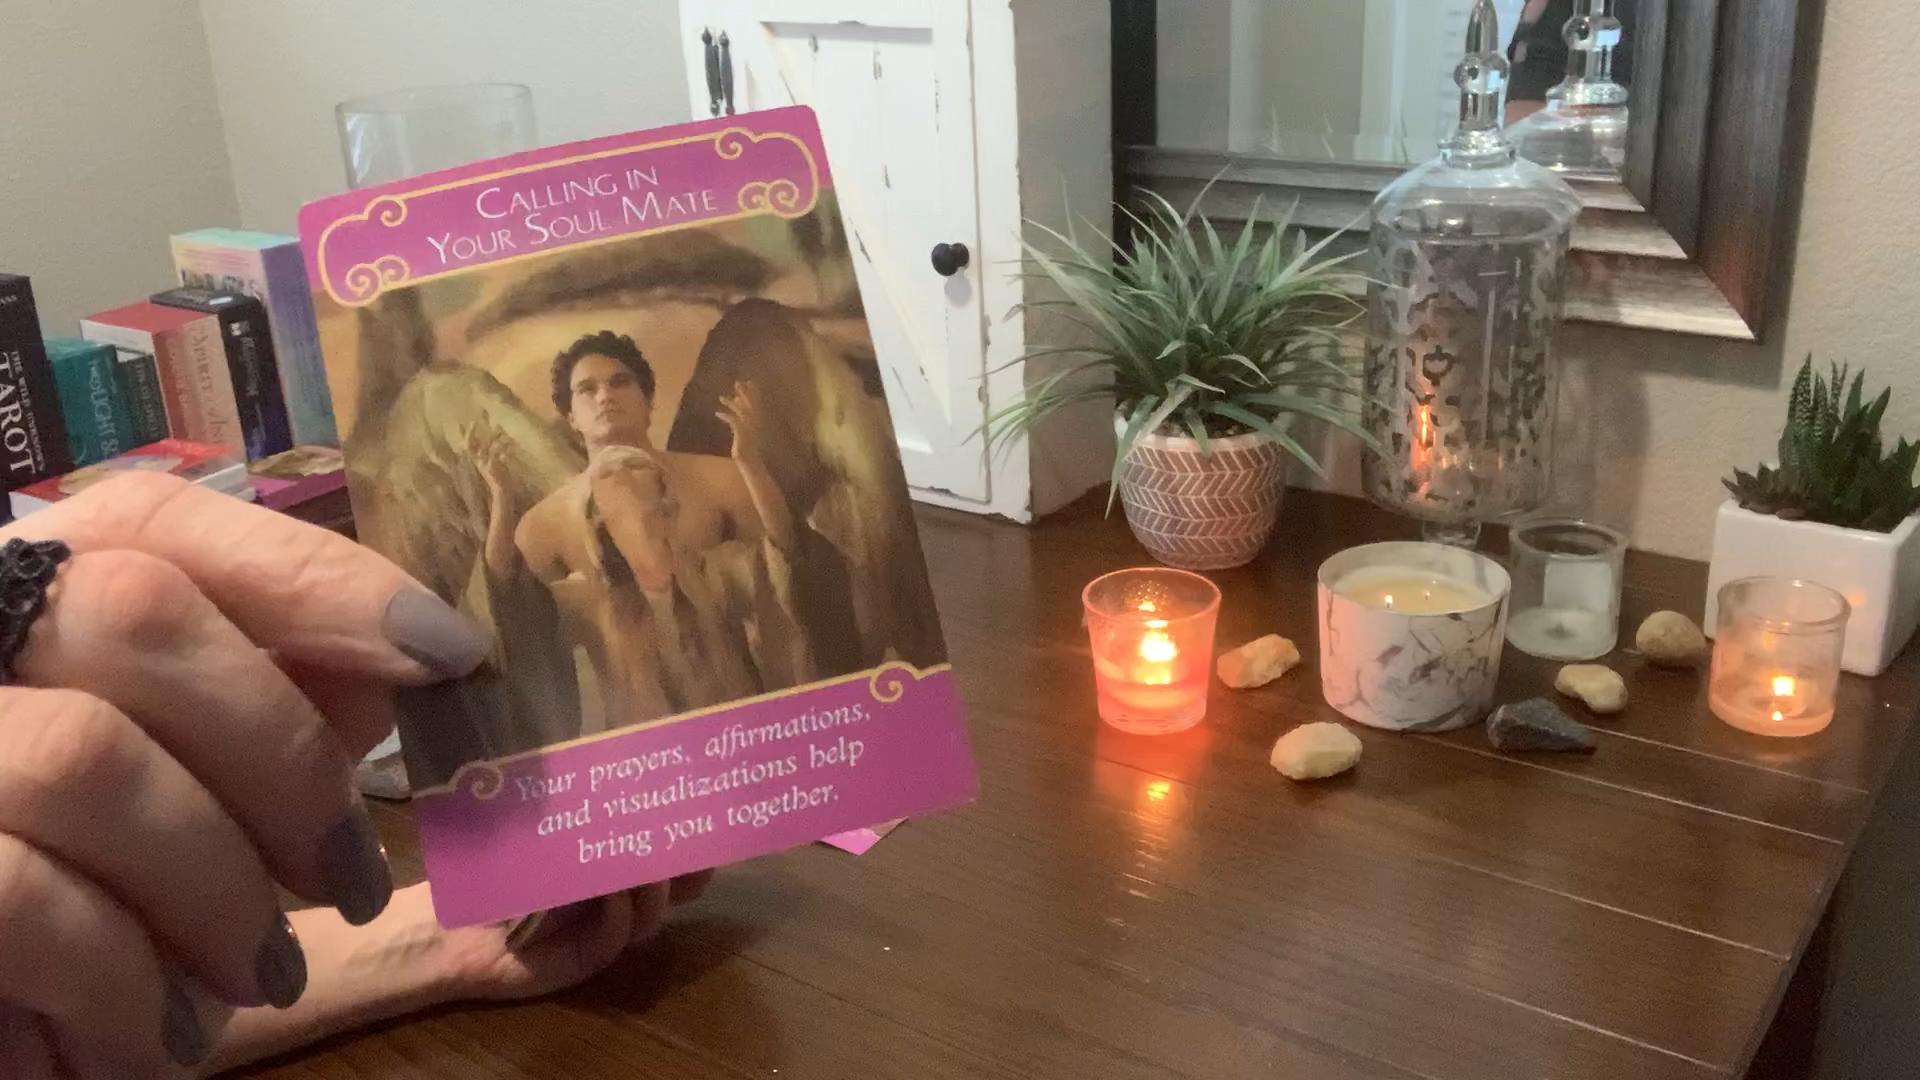 CALLING IN
YOUR SOUL MATE
Your prayers, affirmations,
and visualizations help
bring you together.
TAROT